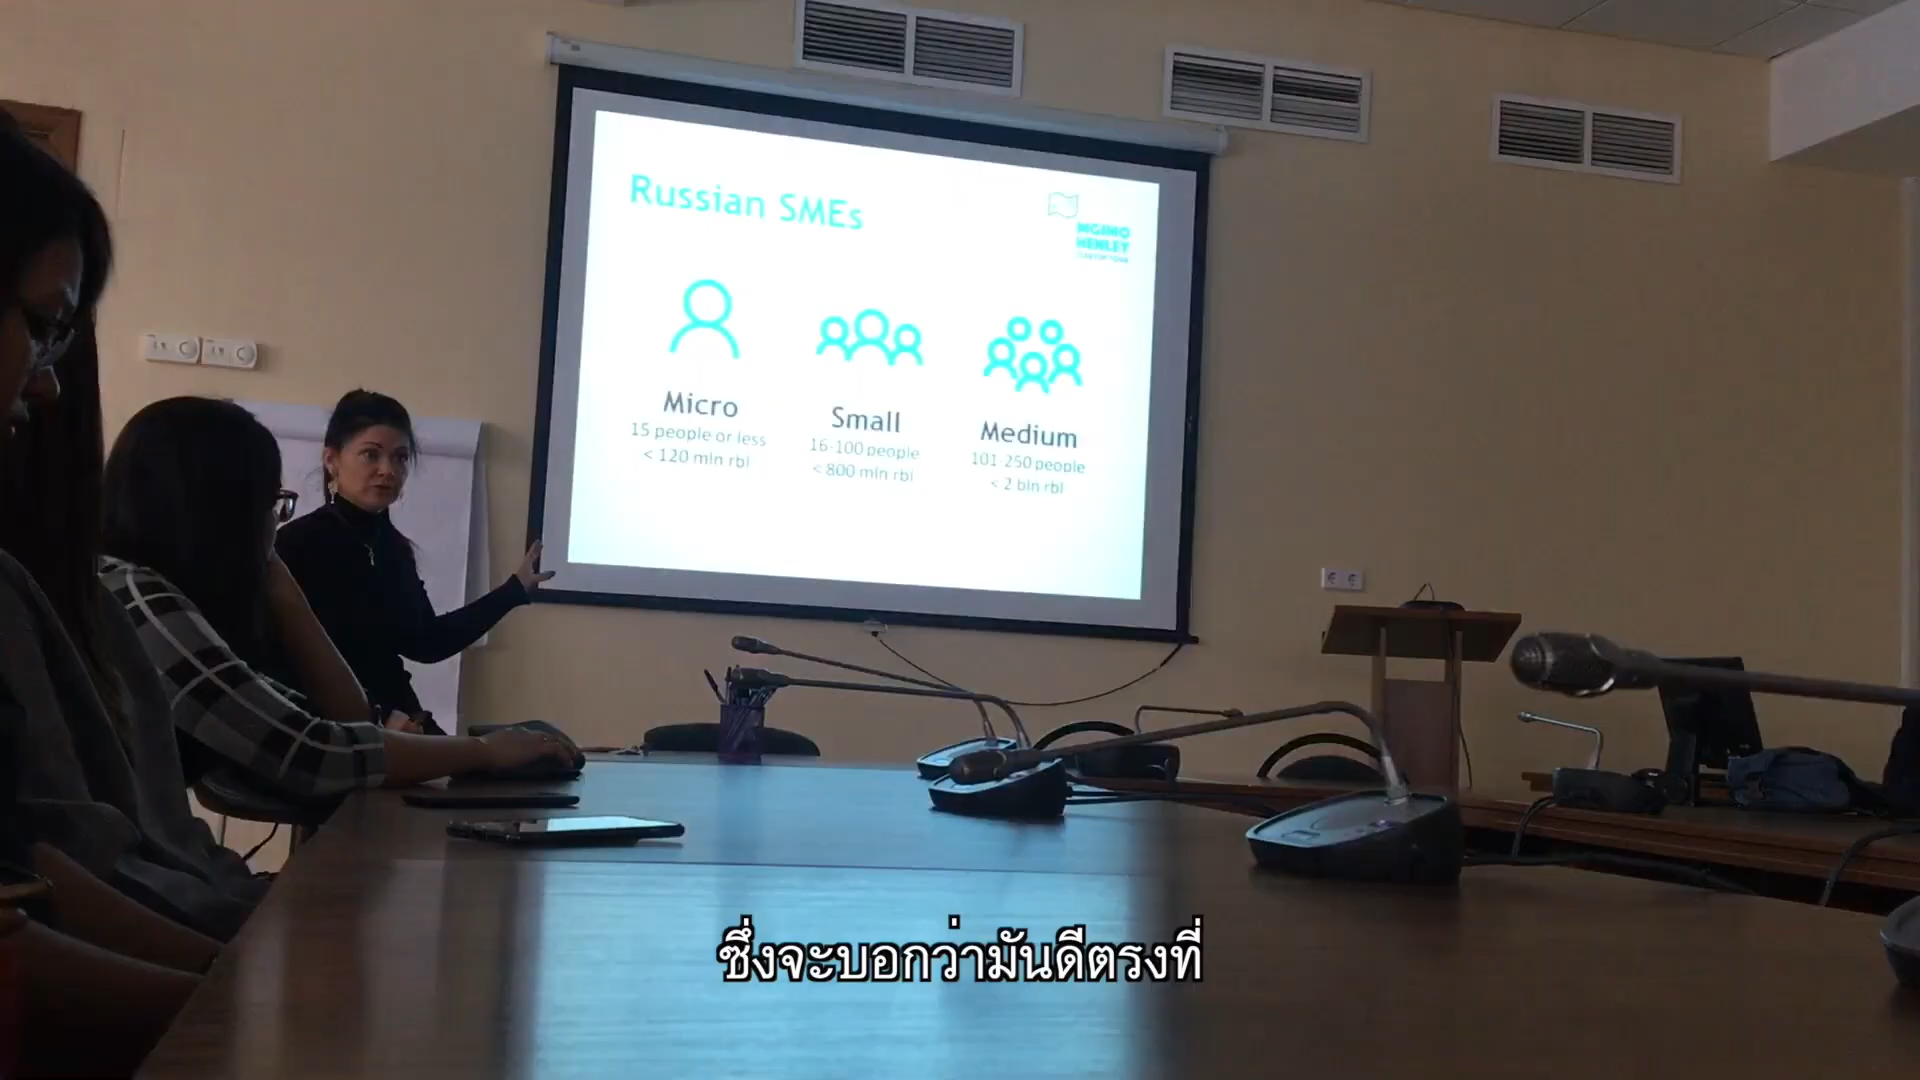 Russian SMEs
MGIMO
HENLEY
Micro
15 people or less
< 120 mln rbl
Small
16-100 people
< 800 mln rbl
Medium
101-250 people
< 2 bln rbl
ซึ่งจะบอกว่ามันดีตรงที่